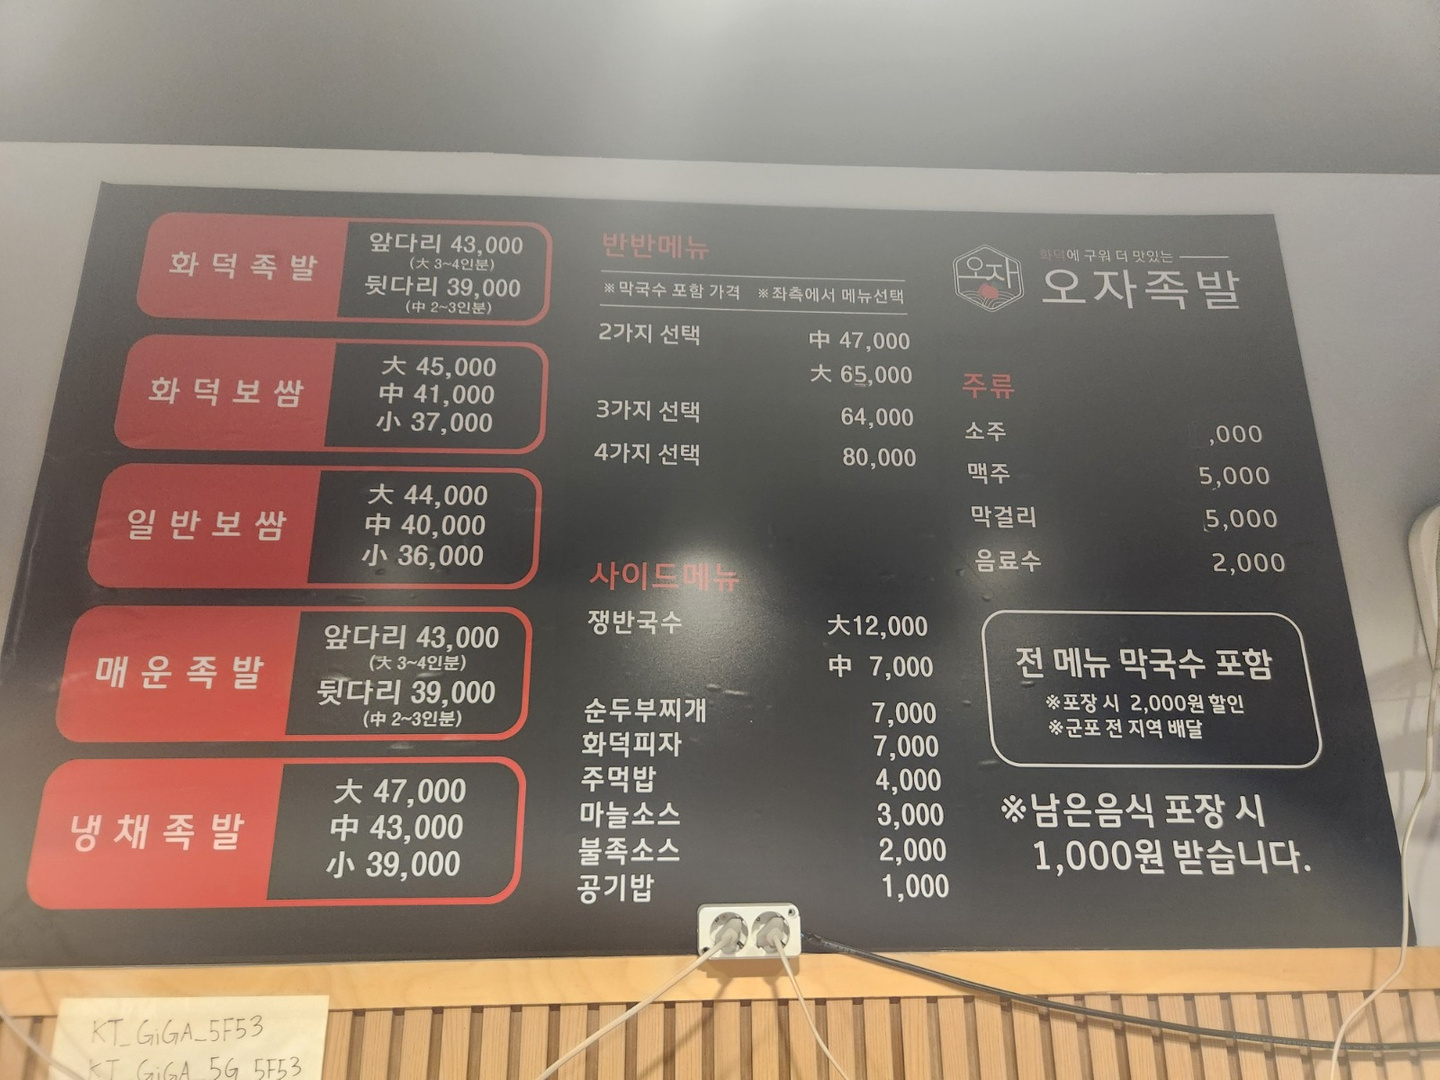 화덕족발
앞다리 43,000
(大 3~4인분)
뒷다리 39,000
(中 2~3인분)
화덕보쌈
大 45,000
中 41,000
小 37,000
일반보쌈
大 44,000
中 40,000
小 36,000
매운족발
앞다리 43,000
(大 3~4인분)
뒷다리 39,000
(中 2~3인분)
냉채족발
大 47,000
中 43,000
小 39,000
반반메뉴
※막국수 포함 가격 ※좌측에서 메뉴선택
2가지 선택 中 47,000
大 65,000
3가지 선택 64,000
4가지 선택 80,000
사이드메뉴
쟁반국수 大12,000
中 7,000
순두부찌개 7,000
화덕피자 7,000
주먹밥 4,000
마늘소스 3,000
불족소스 2,000
공기밥 1,000
오자
화덕에 구워 더 맛있는
오자족발
주류
소주 ,000
맥주 5,000
막걸리 5,000
음료수 2,000
전 메뉴 막국수 포함
※포장 시 2,000원 할인
※군포 전 지역 배달
※남은음식 포장 시
1,000원 받습니다.
KT_GiGA_5F53
KT_GiGA_5G_5F53